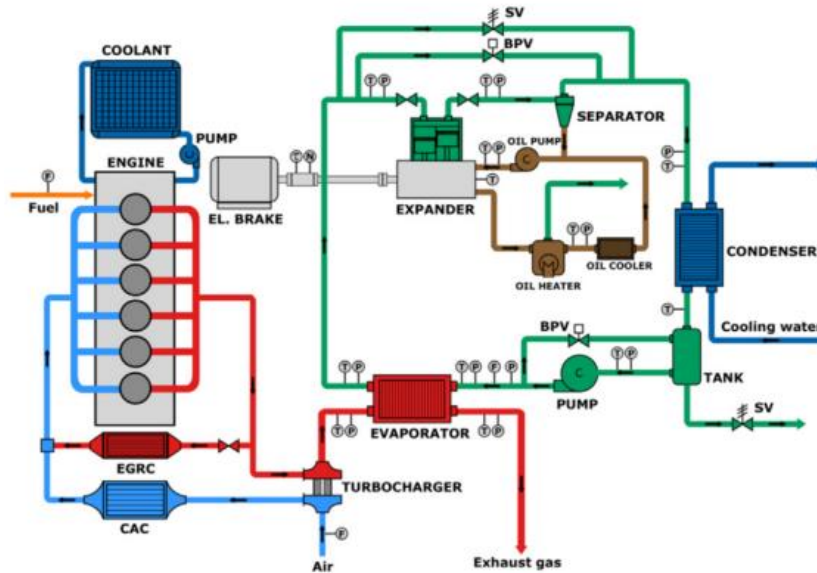 SV
BPV
COOLANT
T P
T P
SEPARATOR
PUMP
OIL PUMP
P
T
ENGINE
T N
T P
C
F
T
Fuel
EL. BRAKE
EXPANDER
T P
CONDENSER
OIL COOLER
M
OIL HEATER
T
BPV
Cooling water
T P
T P F P
C
T P
TANK
PUMP
T P
EVAPORATOR
T P
SV
EGRC
TURBOCHARGER
CAC
F
Air
Exhaust gas